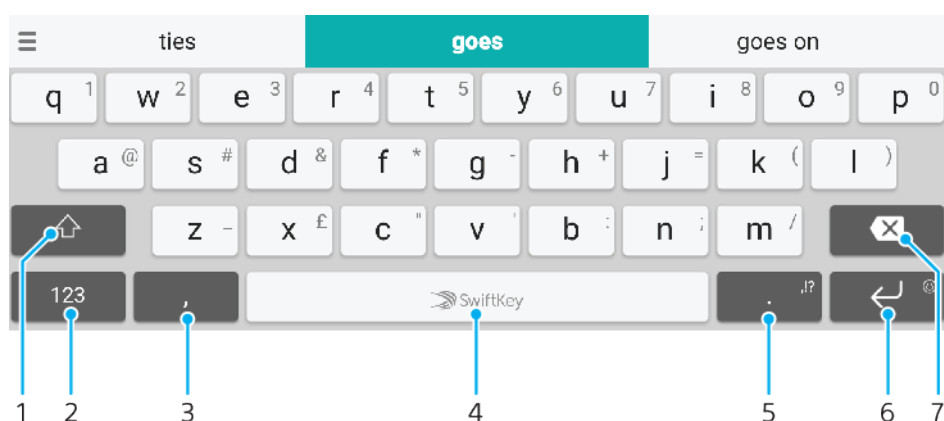 ties goes goes on
q 1 w 2 e 3 r 4 t 5 y 6 u 7 i 8 o 9 p 0
a @ s # d & f * g - h + j = k ( l )
z _ x £ c " v ' b : n ; m /
123 , SwiftKey . ,!?
1 2 3 4 5 6 7